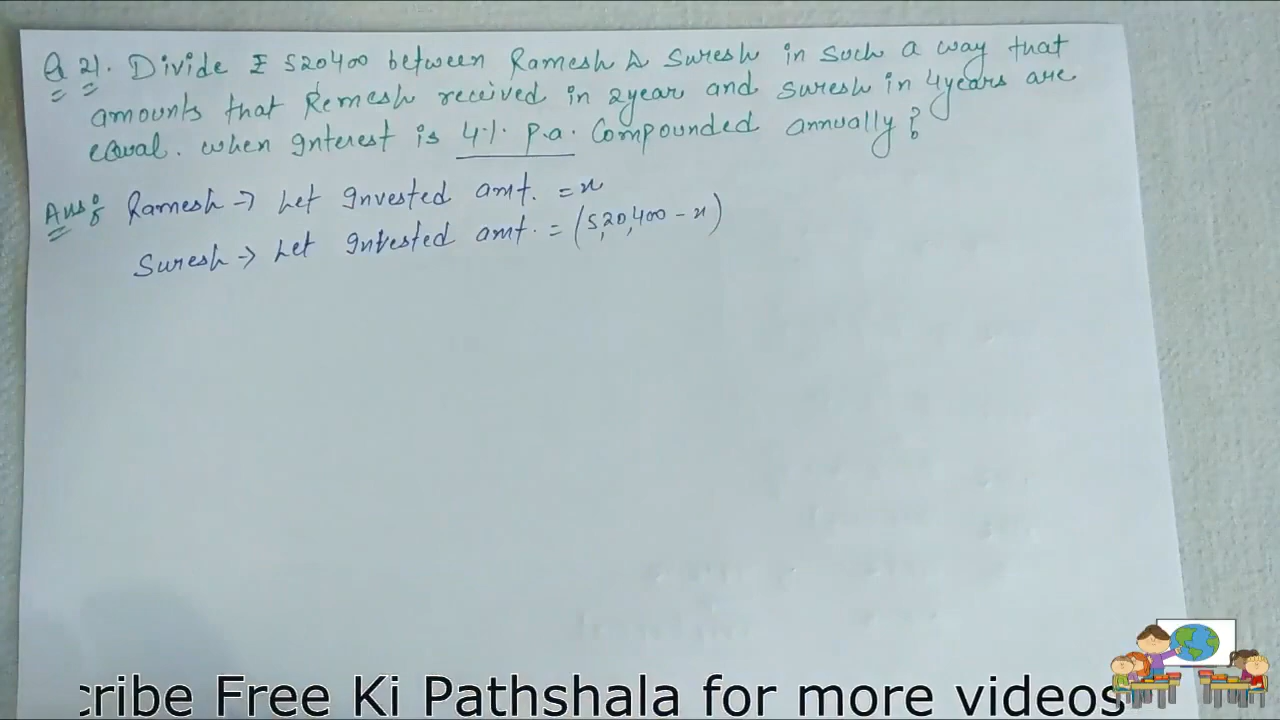 Q 21. Divide ₹ 520400 between Ramesh & Suresh in such a way that
amounts that Remesh received in 2year and Suresh in 4years are
equal. when Interest is 4% p.a. Compounded annually?
Ans: Ramesh → Let Invested amt. = x
Suresh → Let Invested amt. = (5,20,400 - x)
cribe Free Ki Pathshala for more videos